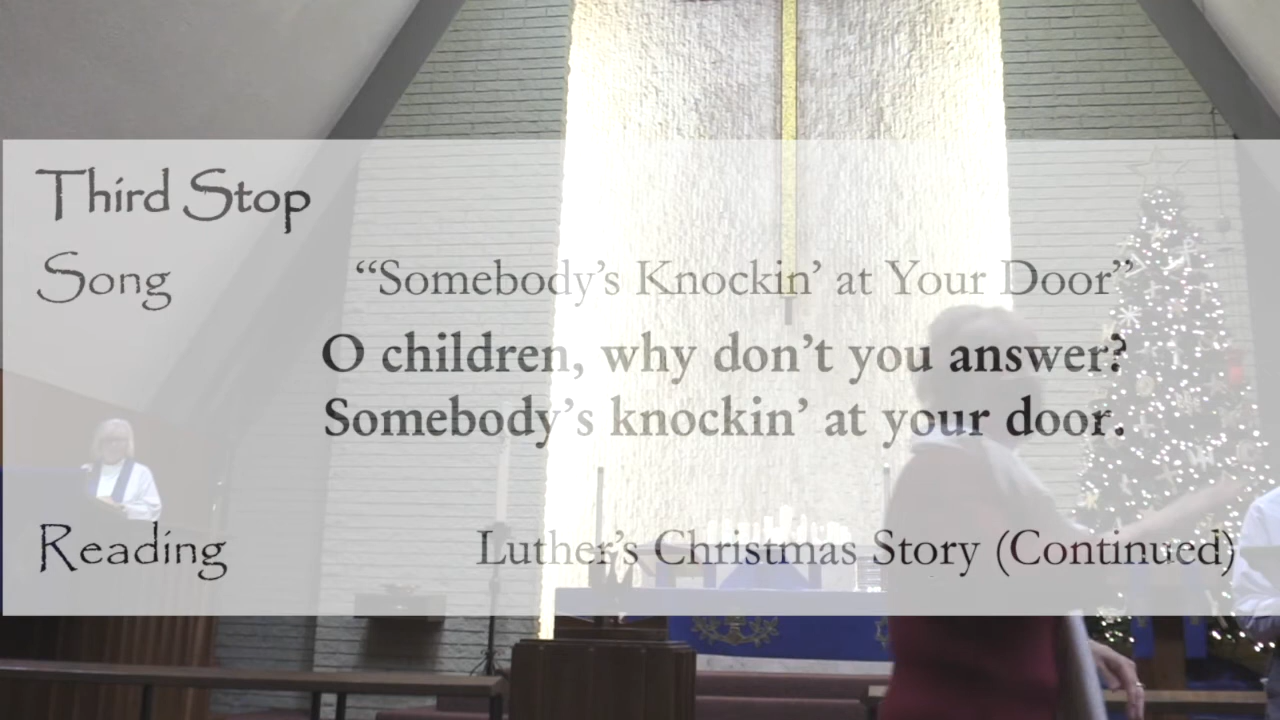 Third Stop
Song “Somebody’s Knockin’ at Your Door”
O children, why don’t you answer?
Somebody’s knockin’ at your door.
Reading Luther’s Christmas Story (Continued)